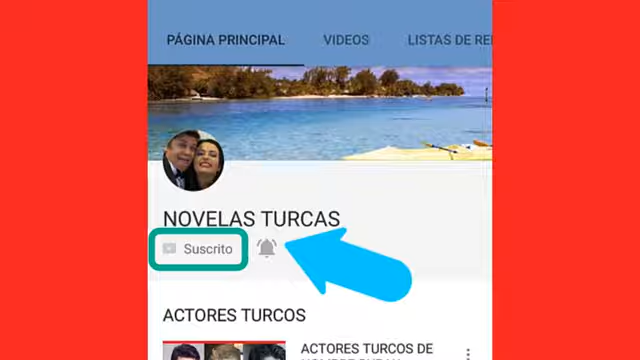 PÁGINA PRINCIPAL VIDEOS LISTAS DE RE
NOVELAS TURCAS
Suscrito
ACTORES TURCOS
ACTORES TURCOS DE